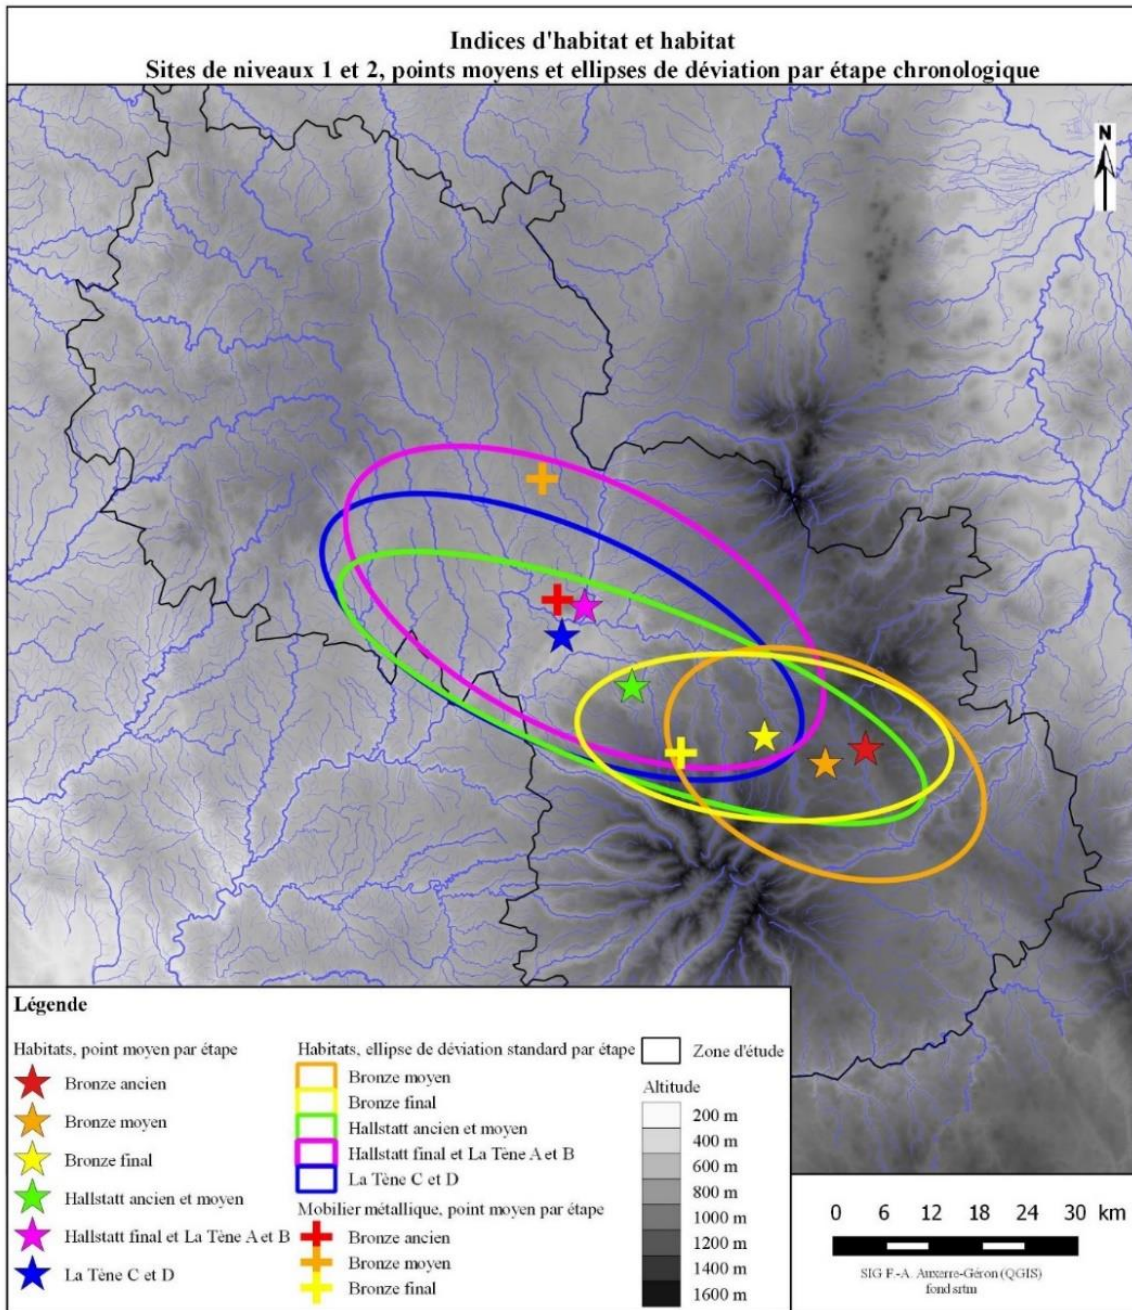 Indices d'habitat et habitat
Sites de niveaux 1 et 2, points moyens et ellipses de déviation par étape chronologique
N
Légende
Habitats, point moyen par étape
Bronze ancien
Bronze moyen
Bronze final
Hallstatt ancien et moyen
Hallstatt final et La Tène A et B
La Tène C et D
Habitats, ellipse de déviation standard par étape
Bronze moyen
Bronze final
Hallstatt ancien et moyen
Hallstatt final et La Tène A et B
La Tène C et D
Mobilier métallique, point moyen par étape
Bronze ancien
Bronze moyen
Bronze final
Zone d'étude
Altitude
200 m
400 m
600 m
800 m
1000 m
1200 m
1400 m
1600 m
0 6 12 18 24 30 km
SIG F.-A. Auxerre-Géron (QGIS)
fond srtm